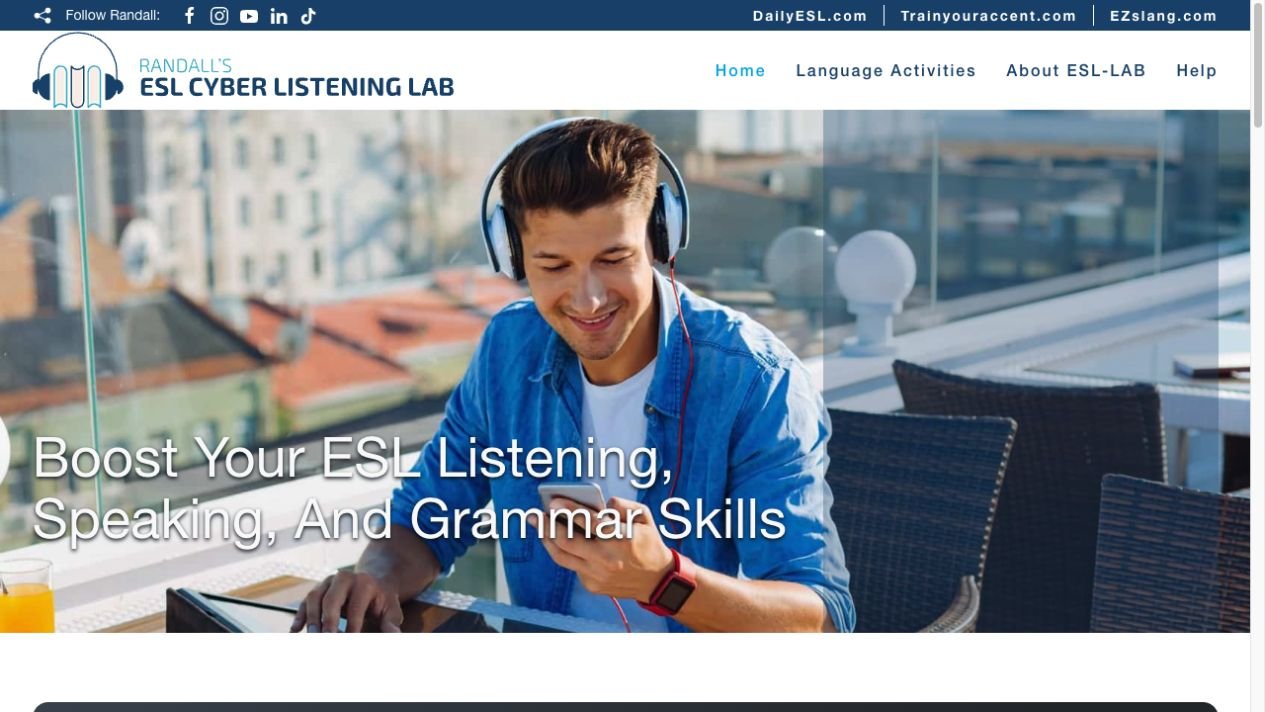 Follow Randall:
DailyESL.com
Trainyouraccent.com
EZslang.com
RANDALL'S
ESL CYBER LISTENING LAB
Home
Language Activities
About ESL-LAB
Help
Boost Your ESL Listening,
Speaking, And Grammar Skills